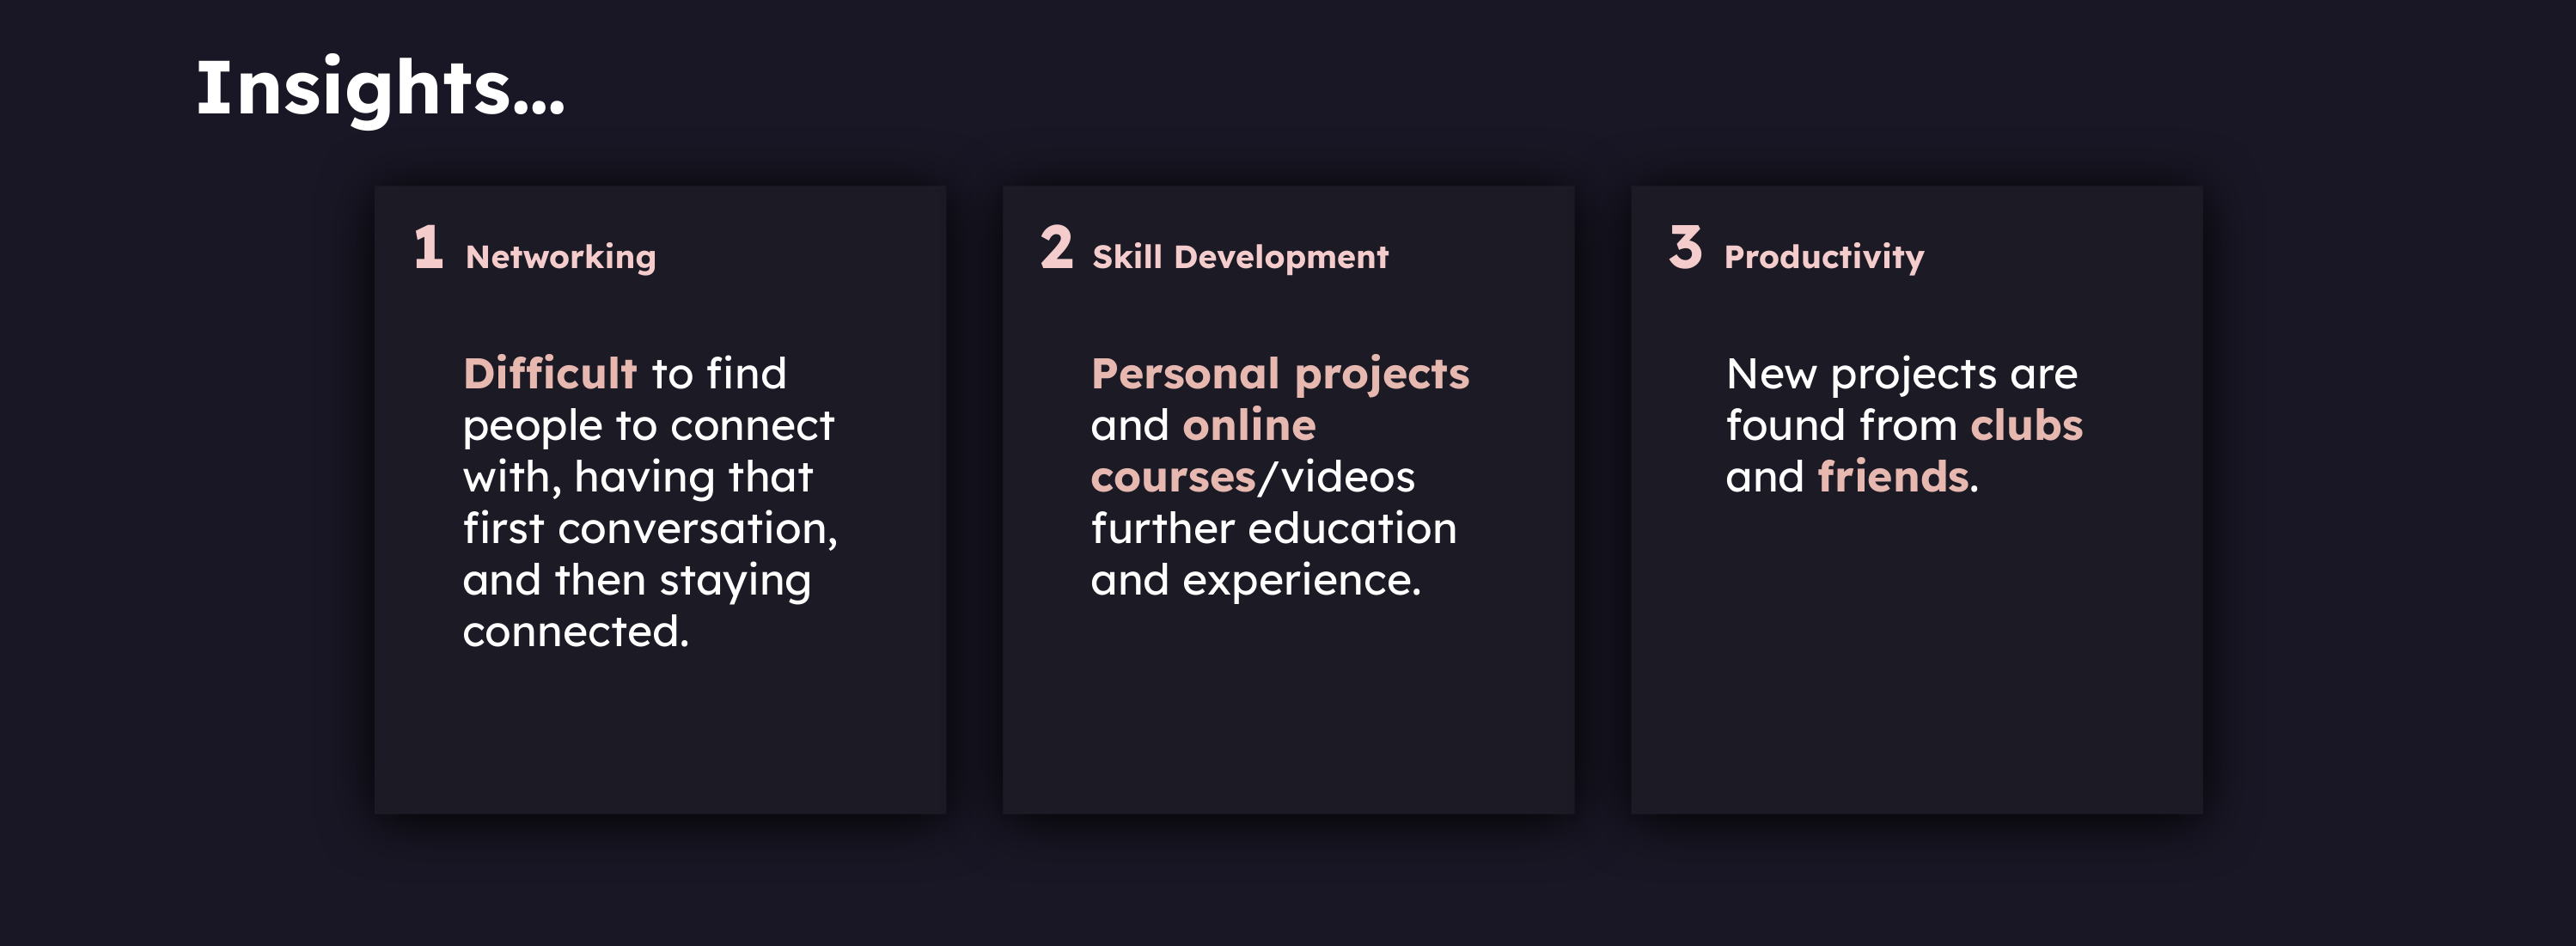 Insights...
1 Networking
Difficult to find
people to connect
with, having that
first conversation,
and then staying
connected.
2 Skill Development
Personal projects
and online
courses/videos
further education
and experience.
3 Productivity
New projects are
found from clubs
and friends.